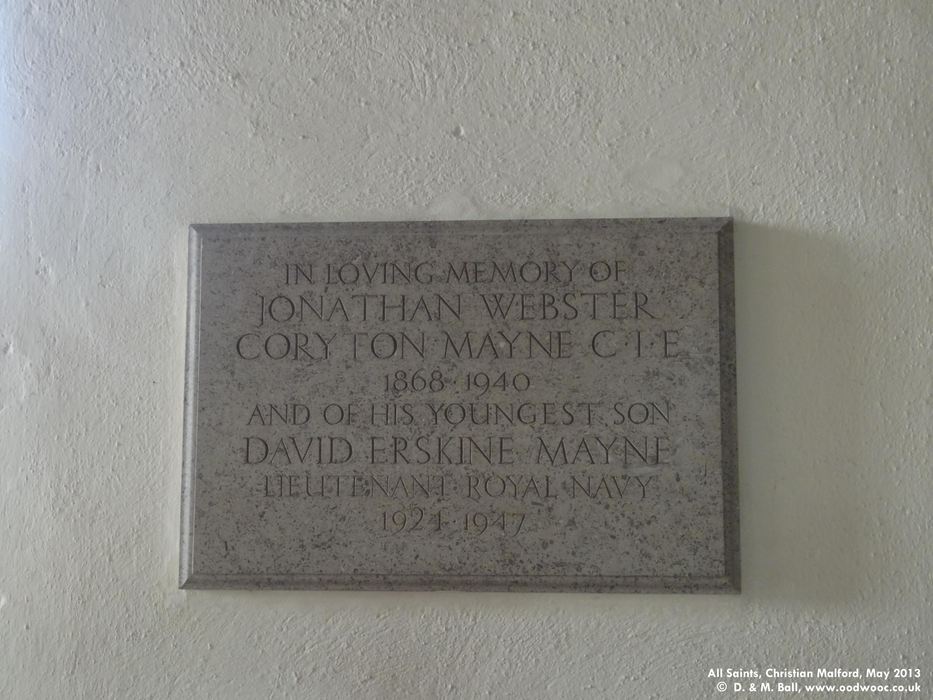 IN LOVING MEMORY OF
JONATHAN WEBSTER
CORYTON MAYNE C·I·E
1868·1940
AND OF HIS YOUNGEST SON
DAVID ERSKINE MAYNE
LIEUTENANT ROYAL NAVY
1924·1947
All Saints, Christian Malford, May 2013
© D. & M. Ball, www.oodwooc.co.uk